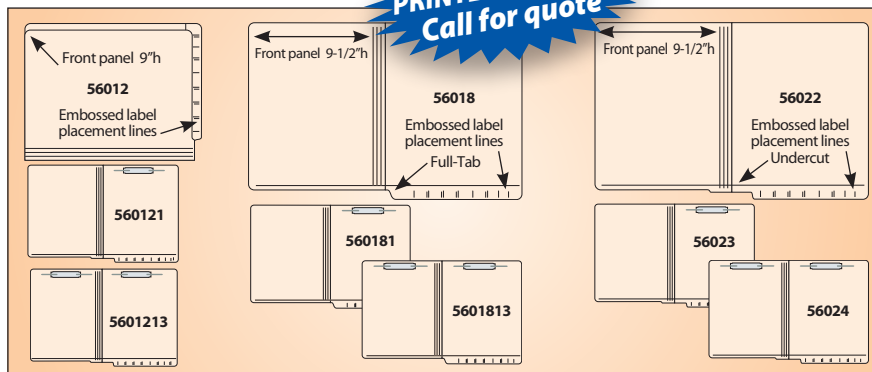 PRINTED
Call for quote
Front panel 9"h
56012
Embossed label
placement lines
560121
5601213
Front panel 9-1/2"h
56018
Embossed label
placement lines
Full-Tab
560181
5601813
Front panel 9-1/2"h
56022
Embossed label
placement lines
Undercut
56023
56024